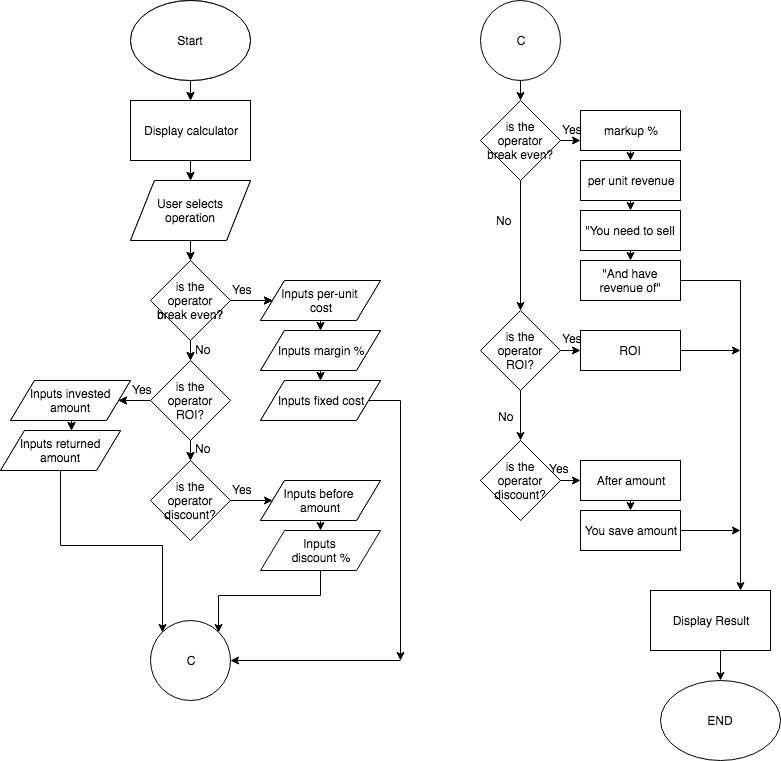 Start
Display calculator
User selects
operation
is the
operator
break even?
Yes
Inputs per-unit
cost
Inputs margin %
Inputs fixed cost
No
is the
operator
ROI?
Yes
Inputs invested
amount
Inputs returned
amount
No
is the
operator
discount?
Yes
Inputs before
amount
Inputs
discount %
C
C
is the
operator
break even?
Yes
markup %
per unit revenue
"You need to sell
"And have
revenue of"
No
is the
operator
ROI?
Yes
ROI
No
is the
operator
discount?
Yes
After amount
You save amount
Display Result
END